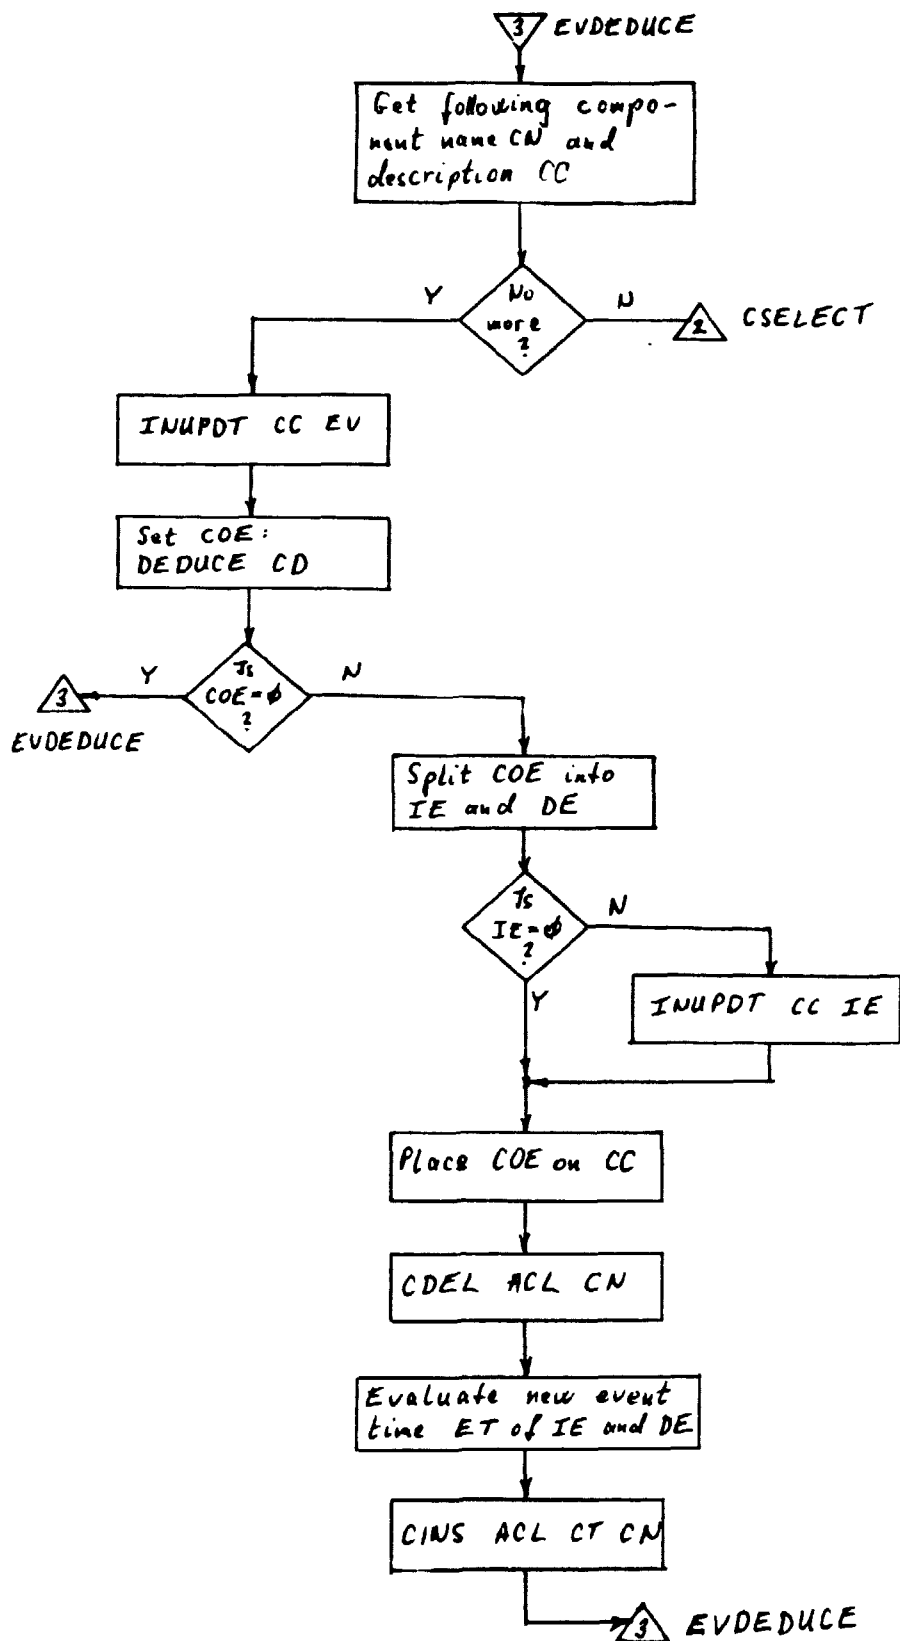 3 EVDEDUCE
Get following compo-
nent name CN and
description CC
No
more
?
Y
N
2 CSELECT
INUPDT CC EV
Set COE:
DEDUCE CD
Is
COE=ϕ
?
Y
N
3
EVDEDUCE
Split COE into
IE and DE
Is
IE=ϕ
?
N
Y
INUPDT CC IE
Place COE on CC
CDEL ACL CN
Evaluate new event
time ET of IE and DE
CINS ACL CT CN
3 EVDEDUCE